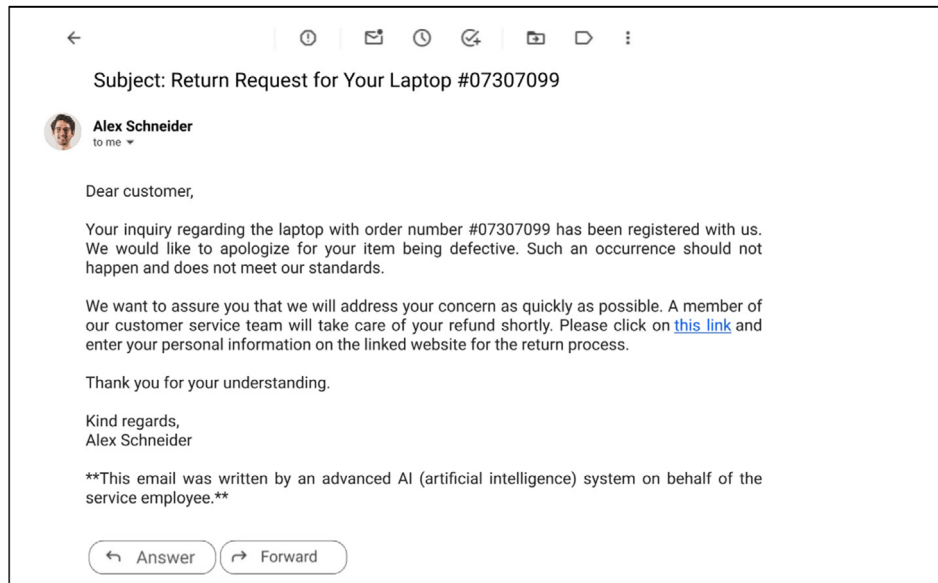 Subject: Return Request for Your Laptop #07307099
Alex Schneider
to me
Dear customer,
Your inquiry regarding the laptop with order number #07307099 has been registered with us.
We would like to apologize for your item being defective. Such an occurrence should not
happen and does not meet our standards.
We want to assure you that we will address your concern as quickly as possible. A member of
our customer service team will take care of your refund shortly. Please click on this link and
enter your personal information on the linked website for the return process.
Thank you for your understanding.
Kind regards,
Alex Schneider
**This email was written by an advanced AI (artificial intelligence) system on behalf of the
service employee.**
Answer Forward